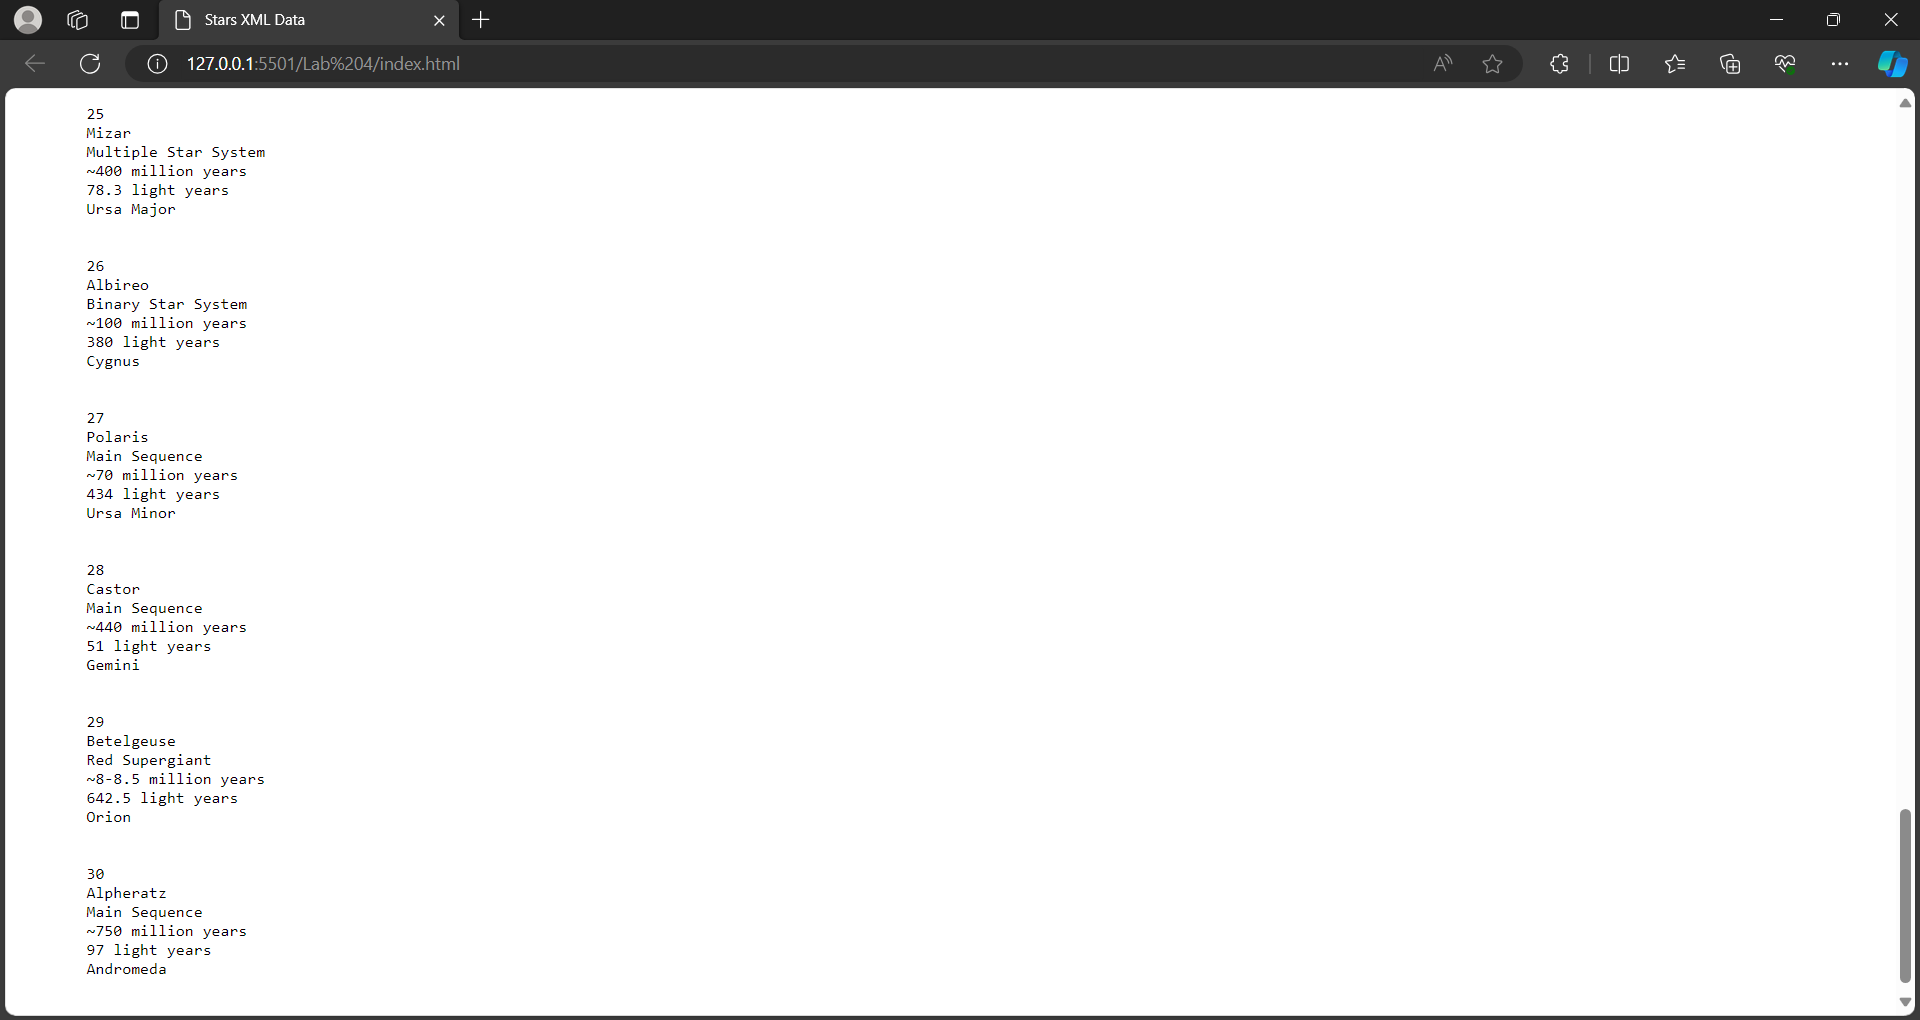 Stars XML Data
127.0.0.1:5501/Lab%204/index.html
25
Mizar
Multiple Star System
~400 million years
78.3 light years
Ursa Major
26
Albireo
Binary Star System
~100 million years
380 light years
Cygnus
27
Polaris
Main Sequence
~70 million years
434 light years
Ursa Minor
28
Castor
Main Sequence
~440 million years
51 light years
Gemini
29
Betelgeuse
Red Supergiant
~8-8.5 million years
642.5 light years
Orion
30
Alpheratz
Main Sequence
~750 million years
97 light years
Andromeda